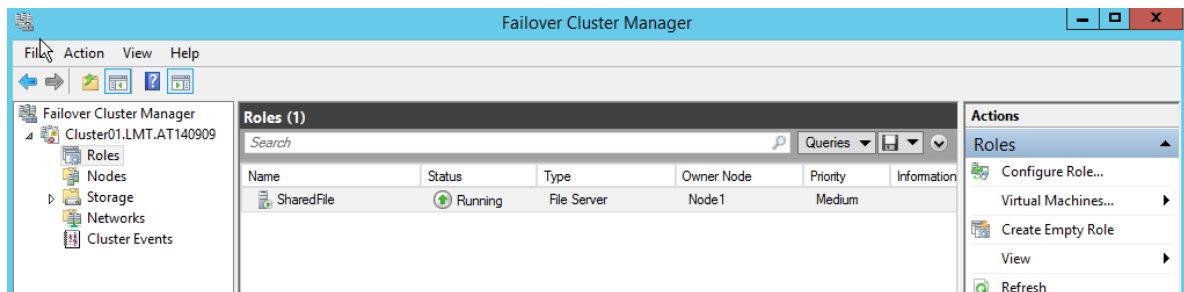 Failover Cluster Manager
File Action View Help
Failover Cluster Manager
Cluster01.LMT.AT140909
Roles
Nodes
Storage
Networks
Cluster Events
Roles (1)
Search
Queries
Name Status Type Owner Node Priority Information
SharedFile Running File Server Node1 Medium
Actions
Roles
Configure Role...
Virtual Machines...
Create Empty Role
View
Refresh